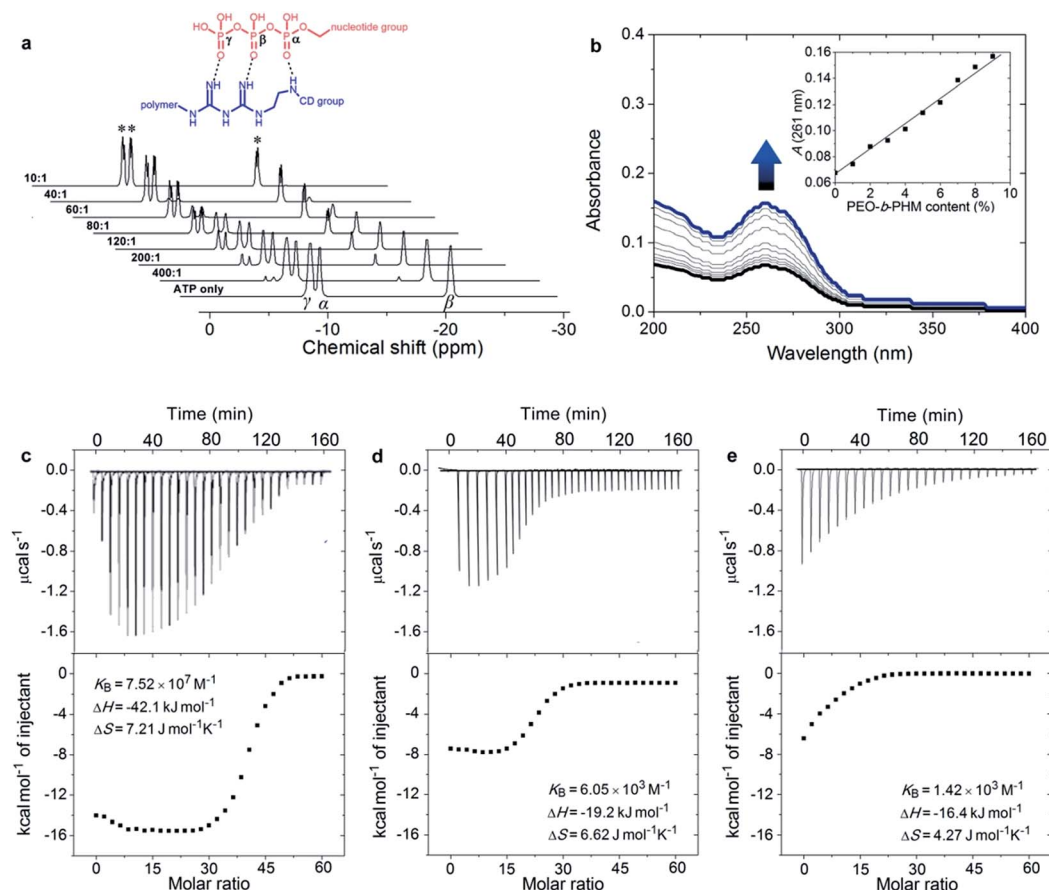 a
OH OH OH
HO P O P O P O nucleotide group
γ β α
O O O
NH NH H
N
polymer N N N CD group
H H H
* * *
10:1
40:1
60:1
80:1
120:1
200:1
400:1
ATP only
γ α β
0 -10 -20 -30
Chemical shift (ppm)
b
0.4
0.3
0.2
0.1
0.0
Absorbance
200 250 300 350 400
Wavelength (nm)
0.16
0.14
0.12
0.10
0.08
0.06
A (261 nm)
0 2 4 6 8 10
PEO-b-PHM content (%)
Time (min)
0 40 80 120 160
c
0.0
-0.4
-0.8
-1.2
-1.6
μcal s⁻¹
0
-4
-8
-12
-16
kcal mol⁻¹ of injectant
K_B = 7.52 × 10⁷ M⁻¹
ΔH = -42.1 kJ mol⁻¹
ΔS = 7.21 J mol⁻¹K⁻¹
0 15 30 45 60
Molar ratio
Time (min)
0 40 80 120 160
d
0.0
-0.4
-0.8
-1.2
-1.6
μcal s⁻¹
0
-4
-8
-12
-16
kcal mol⁻¹ of injectant
K_B = 6.05 × 10³ M⁻¹
ΔH = -19.2 kJ mol⁻¹
ΔS = 6.62 J mol⁻¹K⁻¹
0 15 30 45 60
Molar ratio
Time (min)
0 40 80 120 160
e
0.0
-0.4
-0.8
-1.2
-1.6
μcal s⁻¹
0
-4
-8
-12
-16
kcal mol⁻¹ of injectant
K_B = 1.42 × 10³ M⁻¹
ΔH = -16.4 kJ mol⁻¹
ΔS = 4.27 J mol⁻¹K⁻¹
0 15 30 45 60
Molar ratio